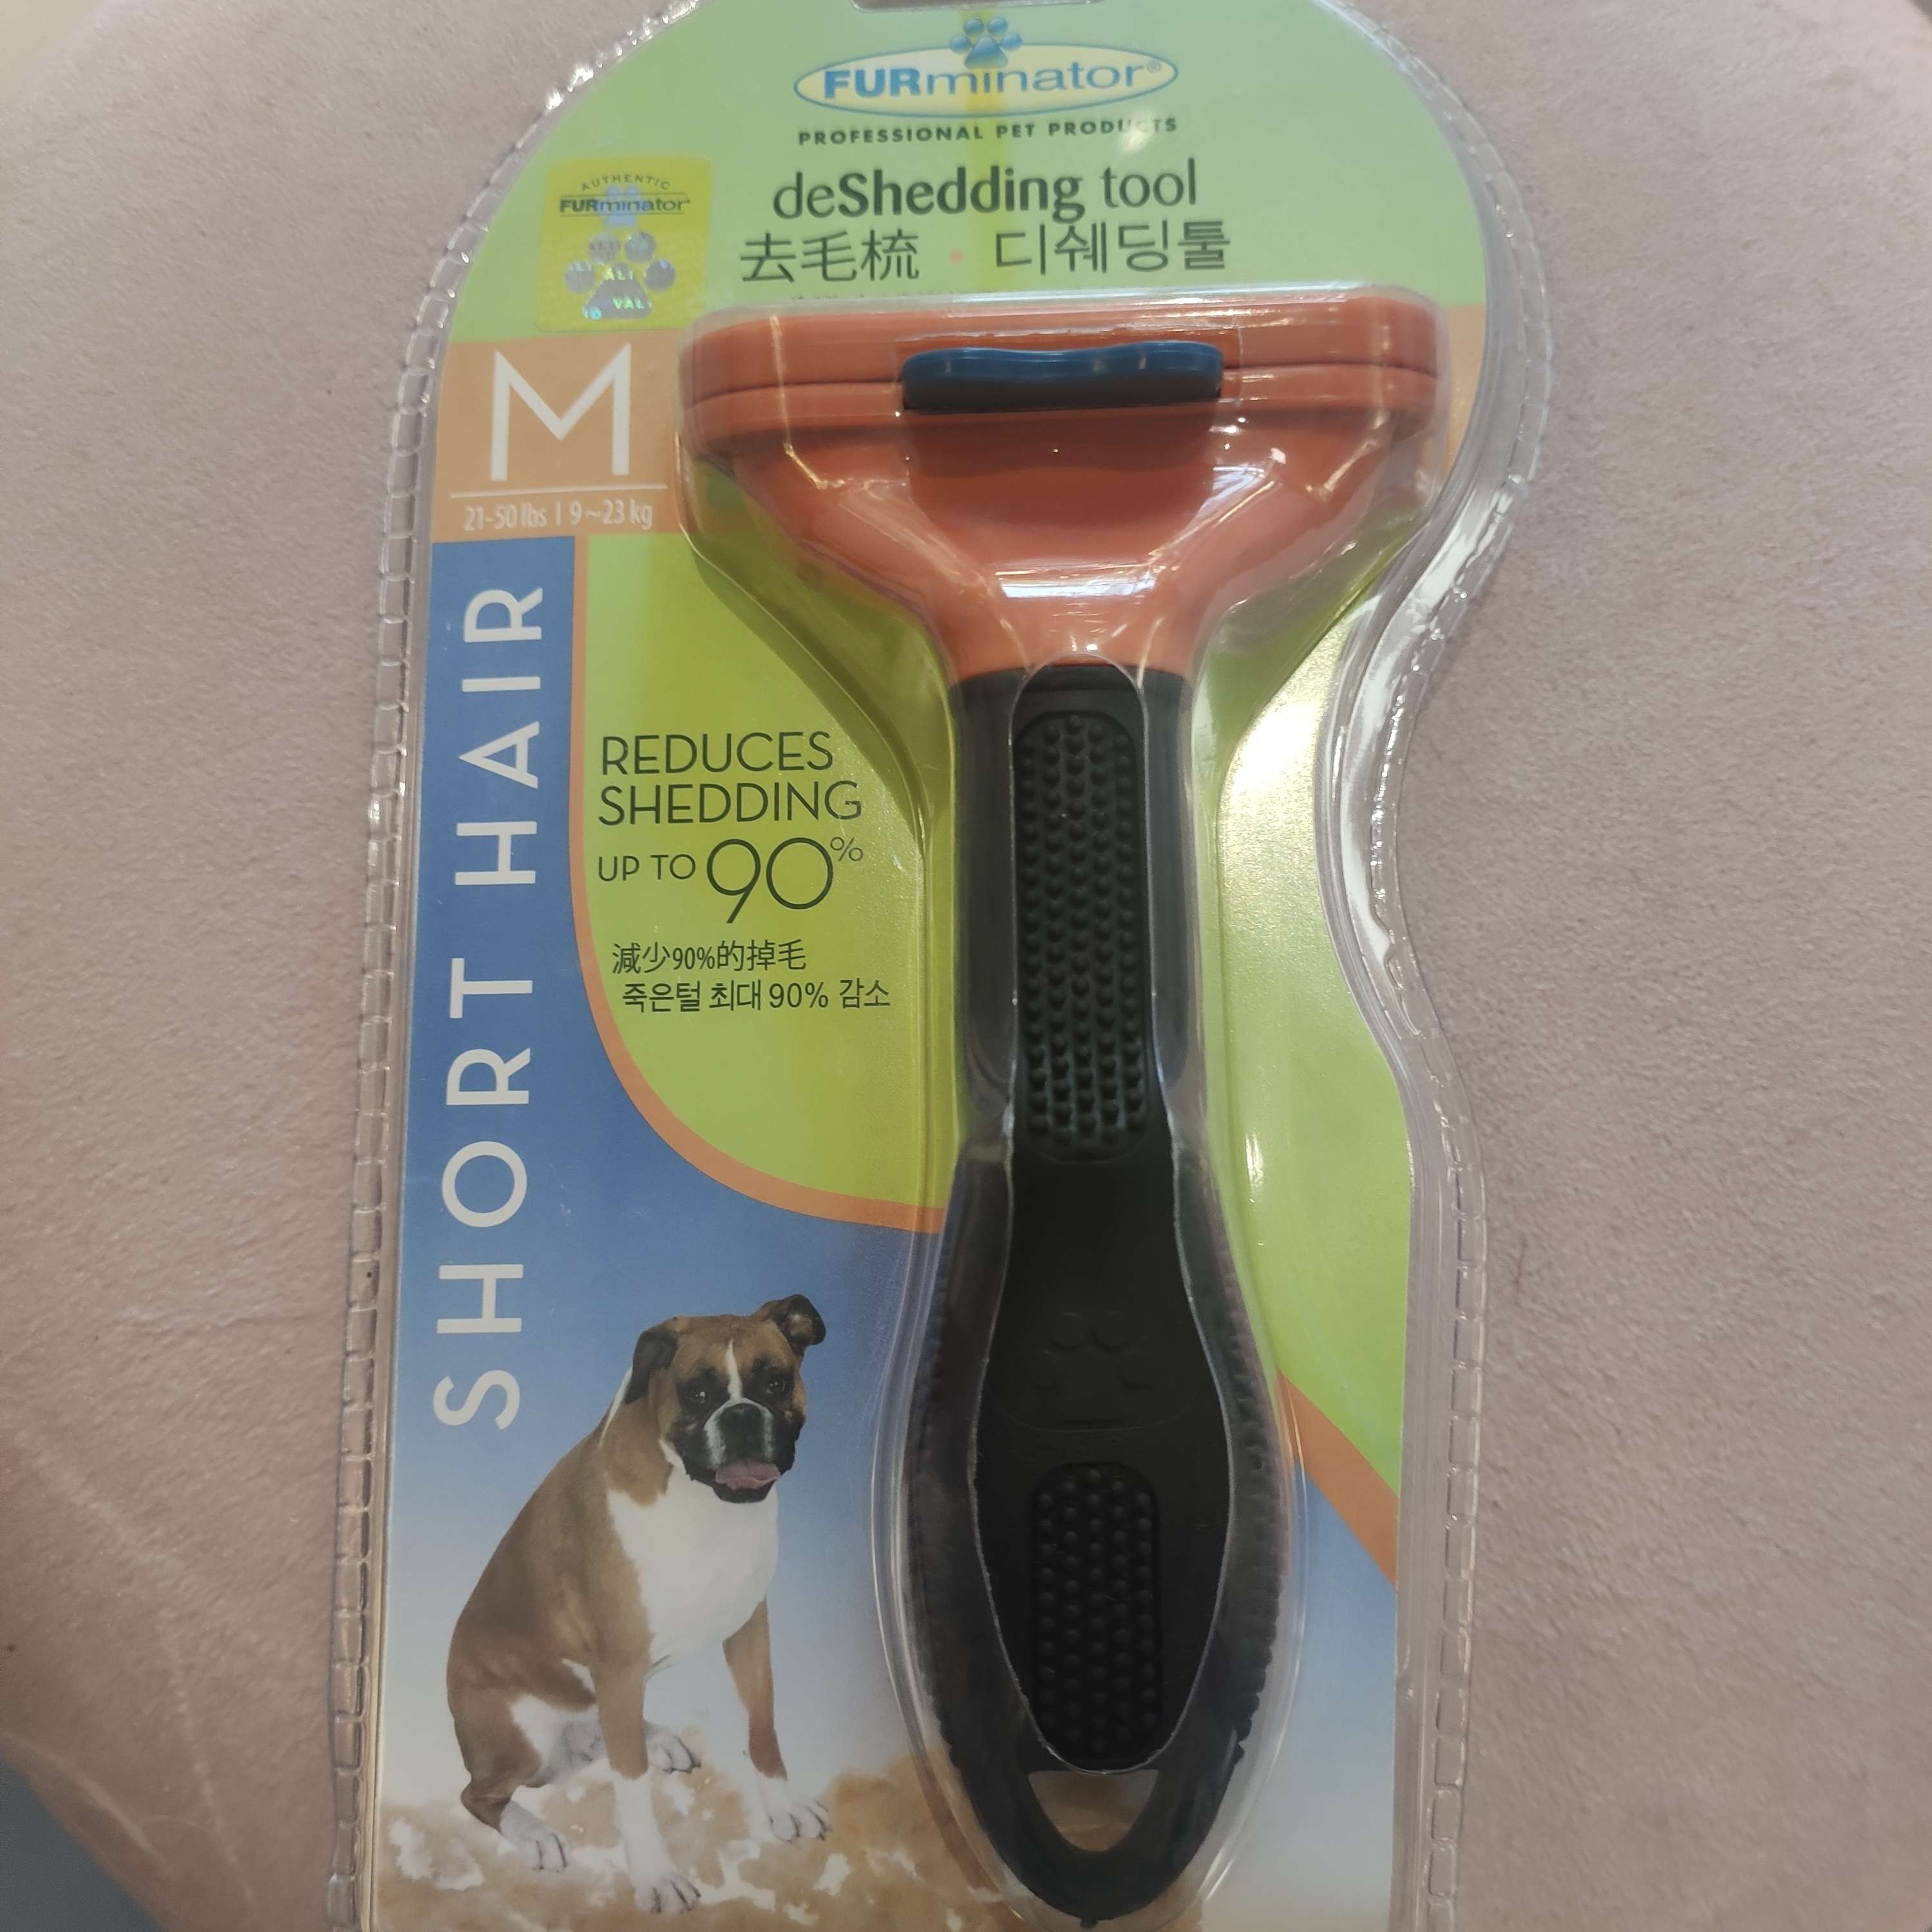 FURminator®
PROFESSIONAL PET PRODUCTS
deShedding tool
去毛梳 · 디쉐딩툴
AUTHENTIC
FURminator®
M
21-50 lbs | 9~23 kg
SHORT HAIR
REDUCES
SHEDDING
UP TO 90%
減少90%的掉毛
죽은털 최대 90% 감소